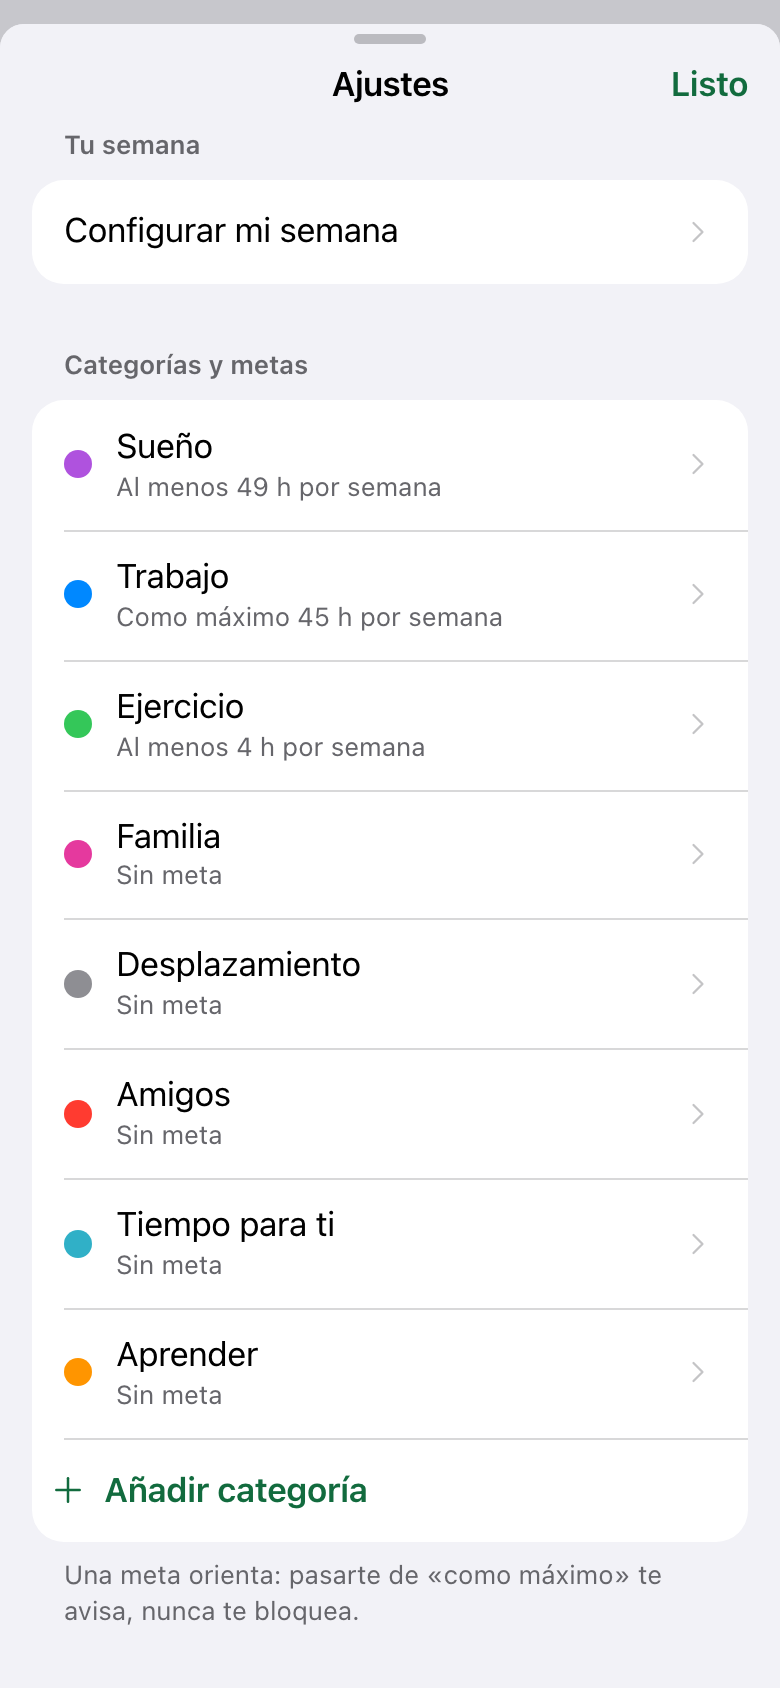 Ajustes
Listo
Tu semana
Configurar mi semana
Categorías y metas
Sueño
Al menos 49 h por semana
Trabajo
Como máximo 45 h por semana
Ejercicio
Al menos 4 h por semana
Familia
Sin meta
Desplazamiento
Sin meta
Amigos
Sin meta
Tiempo para ti
Sin meta
Aprender
Sin meta
+ Añadir categoría
Una meta orienta: pasarte de «como máximo» te
avisa, nunca te bloquea.